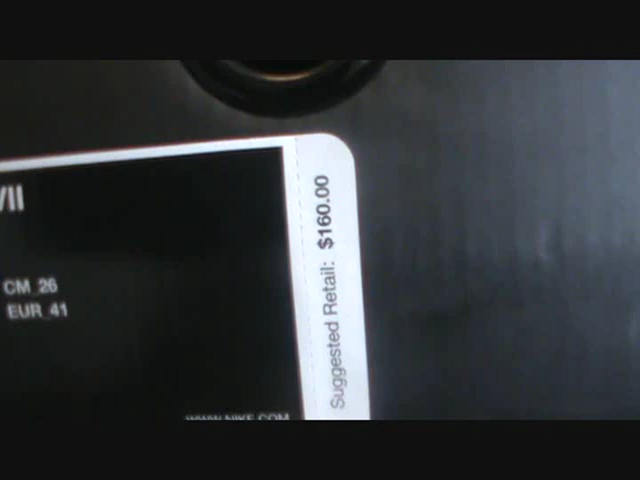 VII
CM 26
EUR 41
WWW.NIKE.COM
Suggested Retail: $160.00